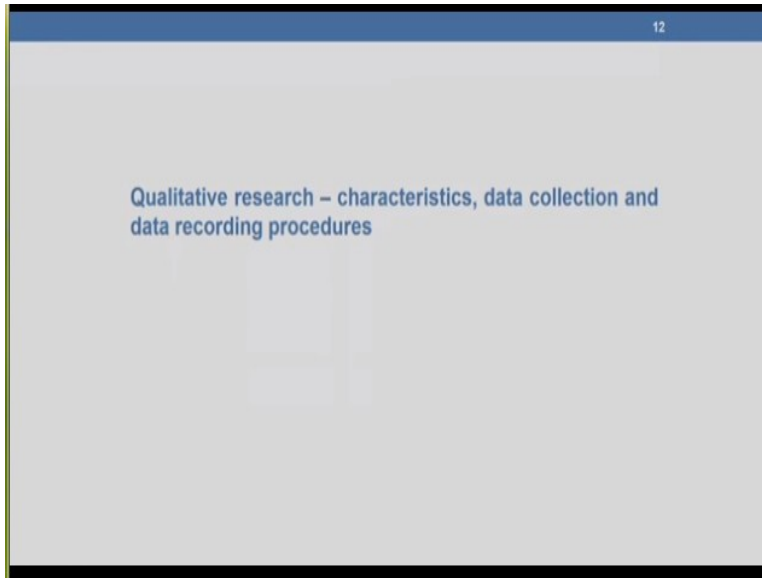 12
Qualitative research – characteristics, data collection and
data recording procedures